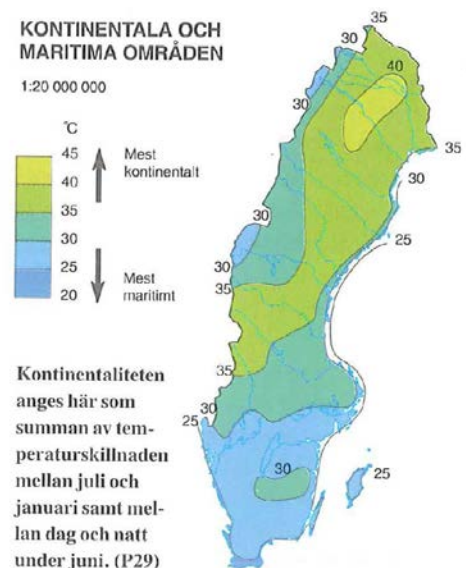 KONTINENTALA OCH
MARITIMA OMRÅDEN
1:20 000 000
°C
45
40
35
30
25
20
Mest
kontinentalt
Mest
maritimt
Kontinentaliteten
anges här som
summan av tem-
peraturskillnaden
mellan juli och
januari samt mel-
lan dag och natt
under juni. (P29)
35
30
40
30
35
30
30
25
30
35
35
30
25
30
25